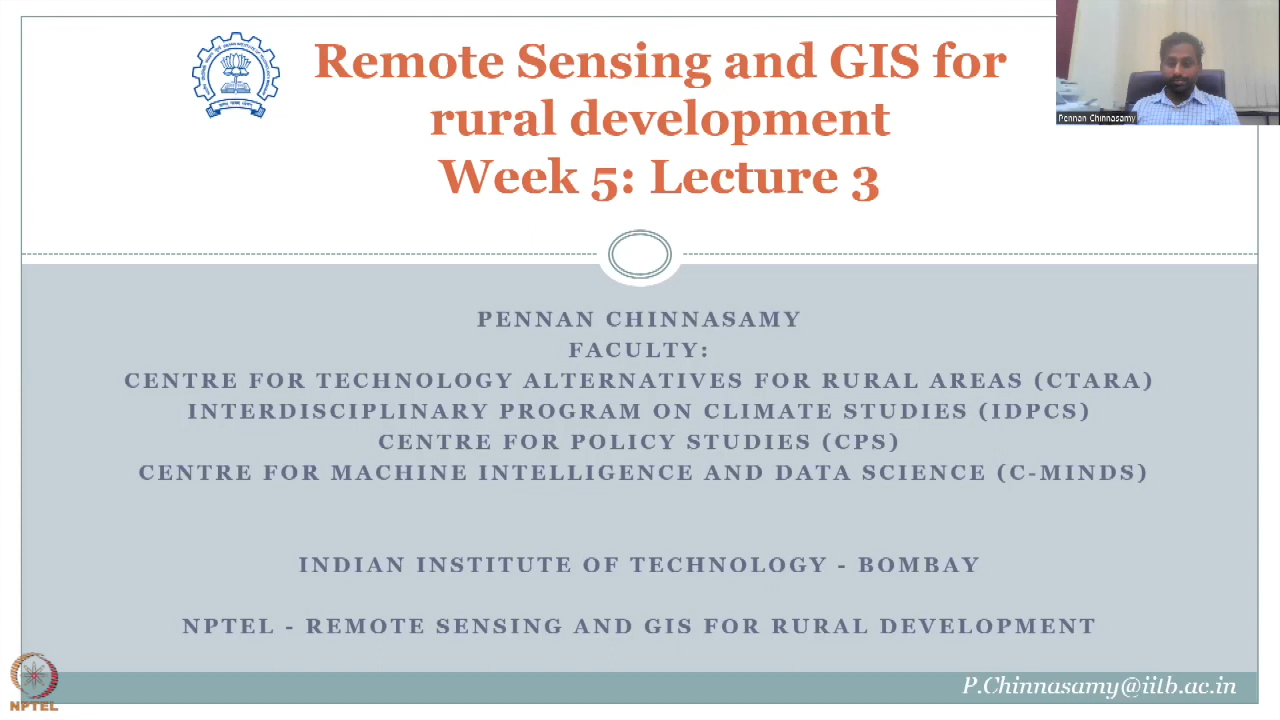 Remote Sensing and GIS for
rural development
Week 5: Lecture 3
Pennan Chinnasamy
PENNAN CHINNASAMY
FACULTY:
CENTRE FOR TECHNOLOGY ALTERNATIVES FOR RURAL AREAS (CTARA)
INTERDISCIPLINARY PROGRAM ON CLIMATE STUDIES (IDPCS)
CENTRE FOR POLICY STUDIES (CPS)
CENTRE FOR MACHINE INTELLIGENCE AND DATA SCIENCE (C-MINDS)
INDIAN INSTITUTE OF TECHNOLOGY - BOMBAY
NPTEL - REMOTE SENSING AND GIS FOR RURAL DEVELOPMENT
NPTEL
P.Chinnasamy@iitb.ac.in